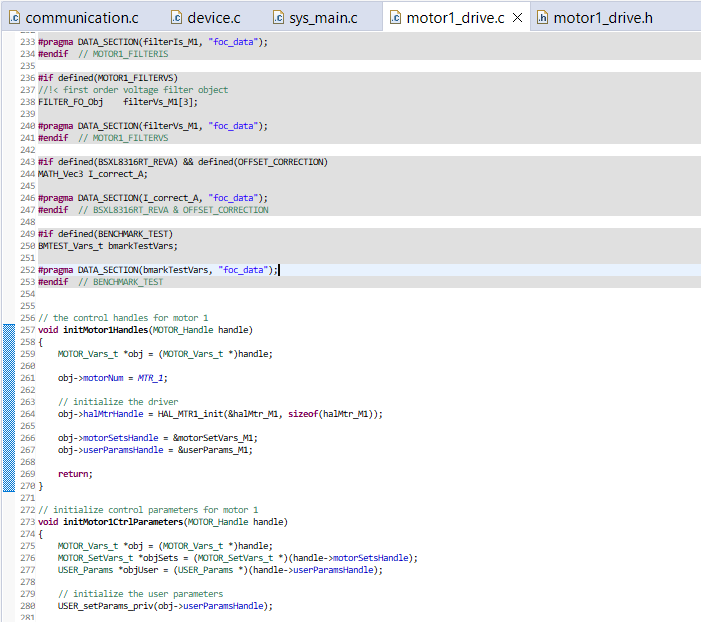 communication.c device.c sys_main.c motor1_drive.c motor1_drive.h
233 #pragma DATA_SECTION(filterIs_M1, "foc_data");
234 #endif // MOTOR1_FILTERIS
235
236 #if defined(MOTOR1_FILTERVS)
237 //!< first order voltage filter object
238 FILTER_FO_Obj    filterVs_M1[3];
239
240 #pragma DATA_SECTION(filterVs_M1, "foc_data");
241 #endif  // MOTOR1_FILTERVS
242
243 #if defined(BSXL8316RT_REVA) && defined(OFFSET_CORRECTION)
244 MATH_Vec3 I_correct_A;
245
246 #pragma DATA_SECTION(I_correct_A, "foc_data");
247 #endif  // BSXL8316RT_REVA & OFFSET_CORRECTION
248
249 #if defined(BENCHMARK_TEST)
250 BMTEST_Vars_t bmarkTestVars;
251
252 #pragma DATA_SECTION(bmarkTestVars, "foc_data");
253 #endif  // BENCHMARK_TEST
254
255
256 // the control handles for motor 1
257 void initMotor1Handles(MOTOR_Handle handle)
258 {
259     MOTOR_Vars_t *obj = (MOTOR_Vars_t *)handle;
260
261     obj->motorNum = MTR_1;
262
263     // initialize the driver
264     obj->halMtrHandle = HAL_MTR1_init(&halMtr_M1, sizeof(halMtr_M1));
265
266     obj->motorSetsHandle = &motorSetVars_M1;
267     obj->userParamsHandle = &userParams_M1;
268
269     return;
270 }
271
272 // initialize control parameters for motor 1
273 void initMotor1CtrlParameters(MOTOR_Handle handle)
274 {
275     MOTOR_Vars_t *obj = (MOTOR_Vars_t *)handle;
276     MOTOR_SetVars_t *objSets = (MOTOR_SetVars_t *)(handle->motorSetsHandle);
277     USER_Params *objUser = (USER_Params *)(handle->userParamsHandle);
278
279     // initialize the user parameters
280     USER_setParams_priv(obj->userParamsHandle);
281